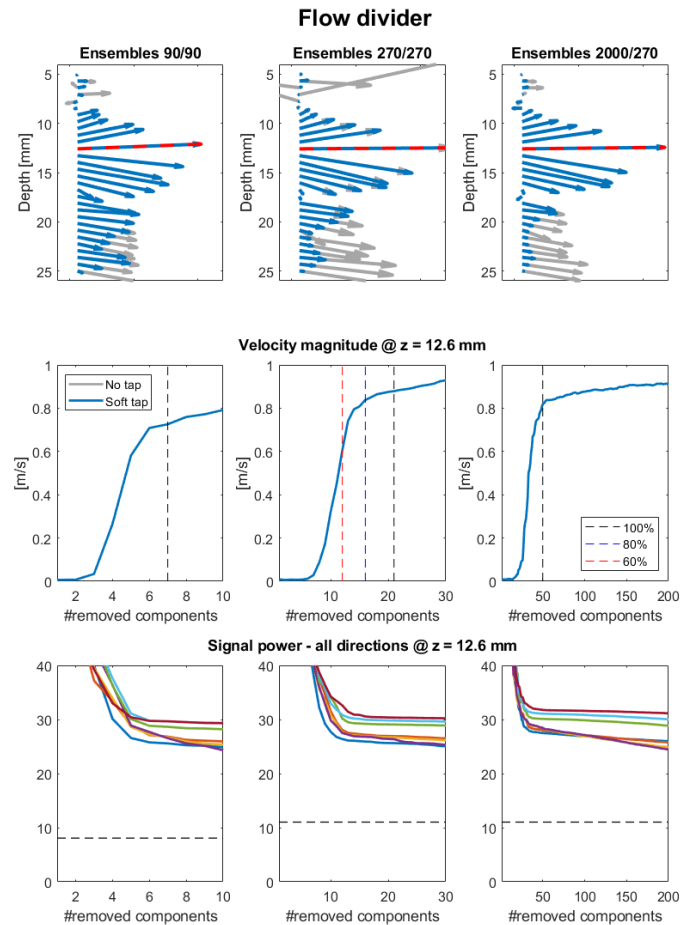 Flow divider
Ensembles 90/90
Ensembles 270/270
Ensembles 2000/270
5
10
15
20
25
Depth [mm]
5
10
15
20
25
Depth [mm]
5
10
15
20
25
Depth [mm]
Velocity magnitude @ z = 12.6 mm
1
0.8
0.6
0.4
0.2
0
[m/s]
No tap
Soft tap
2 4 6 8 10
#removed components
1
0.8
0.6
0.4
0.2
0
[m/s]
10 20 30
#removed components
1
0.8
0.6
0.4
0.2
0
[m/s]
100%
80%
60%
50 100 150 200
#removed components
Signal power - all directions @ z = 12.6 mm
40
30
20
10
0
2 4 6 8 10
#removed components
40
30
20
10
0
10 20 30
#removed components
40
30
20
10
0
50 100 150 200
#removed components